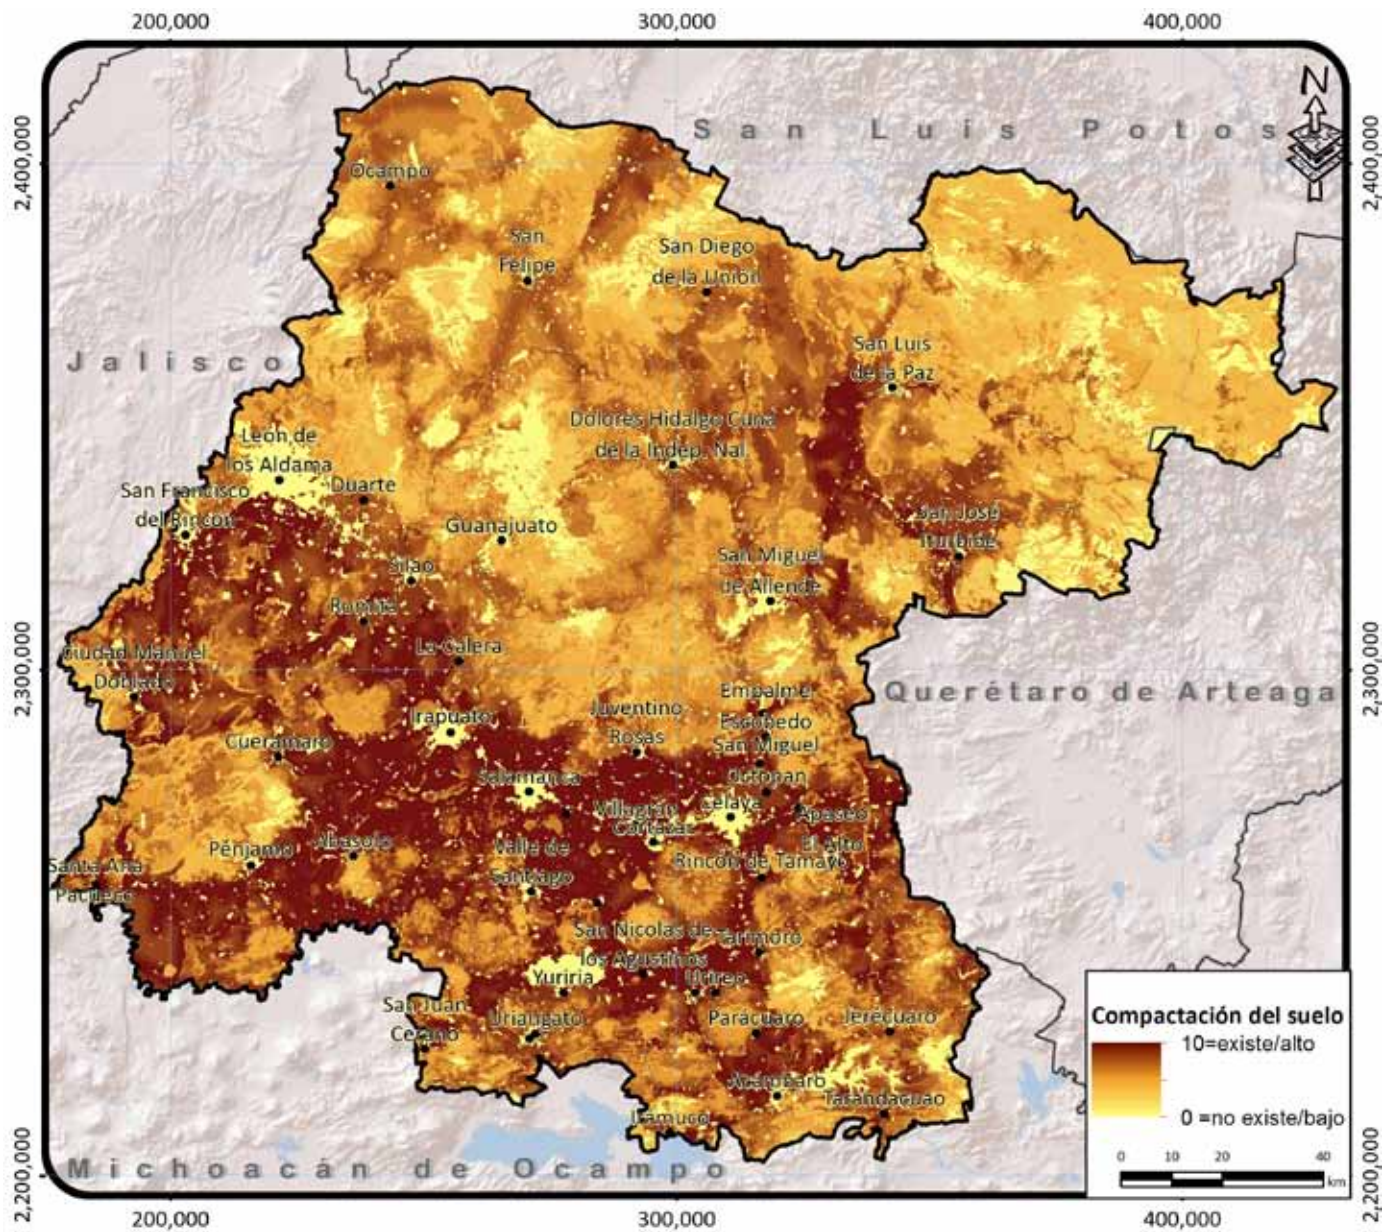 200,000 300,000 400,000
2,400,000 2,400,000
San Luis Potos
N
Ocampo
San
Felipe
San Diego
de la Unión
Jalisco
San Luis
de la Paz
Dolores Hidalgo Cuna
de la Indep. Nal.
León de
los Aldama
Duarte
San Francisco
del Rincón
Guanajuato
San José
Iturbide
San Miguel
de Allende
Silao
Romita
La Calera
2,300,000 2,300,000
Ciudad Manuel
Doblado
Querétaro de Arteaga
Empalme
Escobedo
Irapuato
Juventino
Rosas
Cuerámaro
San Miguel
Octopan
Salamanca
Celaya
Villagrán
Cortazar
Apaseo
El Alto
Pénjamo
Abasolo
Valle de
Santiago
Rincón de Tamayo
Santa Ana
Pacueco
San Nicolas de
los Agustinos
Tarimoro
Yuriria
Urireo
San Juan
Cerano
Uriangato
Parácuaro
Jerécuaro
Acámbaro
Tarandacuao
Iramuco
Michoacán de Ocampo
2,200,000 2,200,000
Compactación del suelo
10=existe/alto
0 =no existe/bajo
0 10 20 40
km
200,000 300,000 400,000